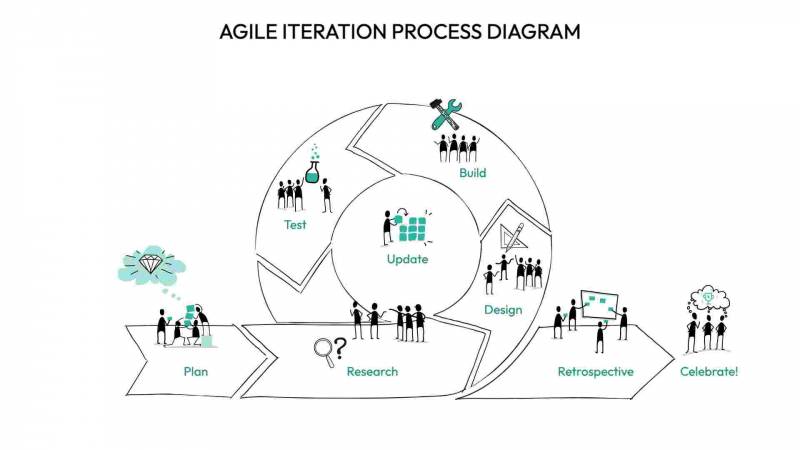 AGILE ITERATION PROCESS DIAGRAM
Build
Test
Update
Design
?
Plan
Research
Retrospective
Celebrate!